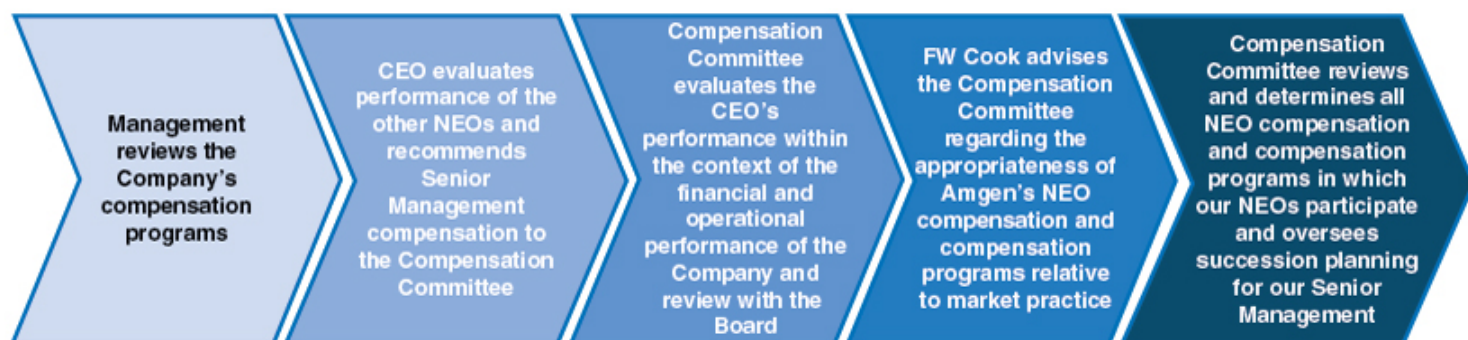 Management
reviews the
Company's
compensation
programs
CEO evaluates
performance of the
other NEOs and
recommends
Senior
Management
compensation to
the Compensation
Committee
Compensation
Committee
evaluates the
CEO's
performance within
the context of the
financial and
operational
performance of the
Company and
review with the
Board
FW Cook advises
the Compensation
Committee
regarding the
appropriateness of
Amgen's NEO
compensation and
compensation
programs relative
to market practice
Compensation
Committee reviews
and determines all
NEO compensation
and compensation
programs in which
our NEOs participate
and oversees
succession planning
for our Senior
Management